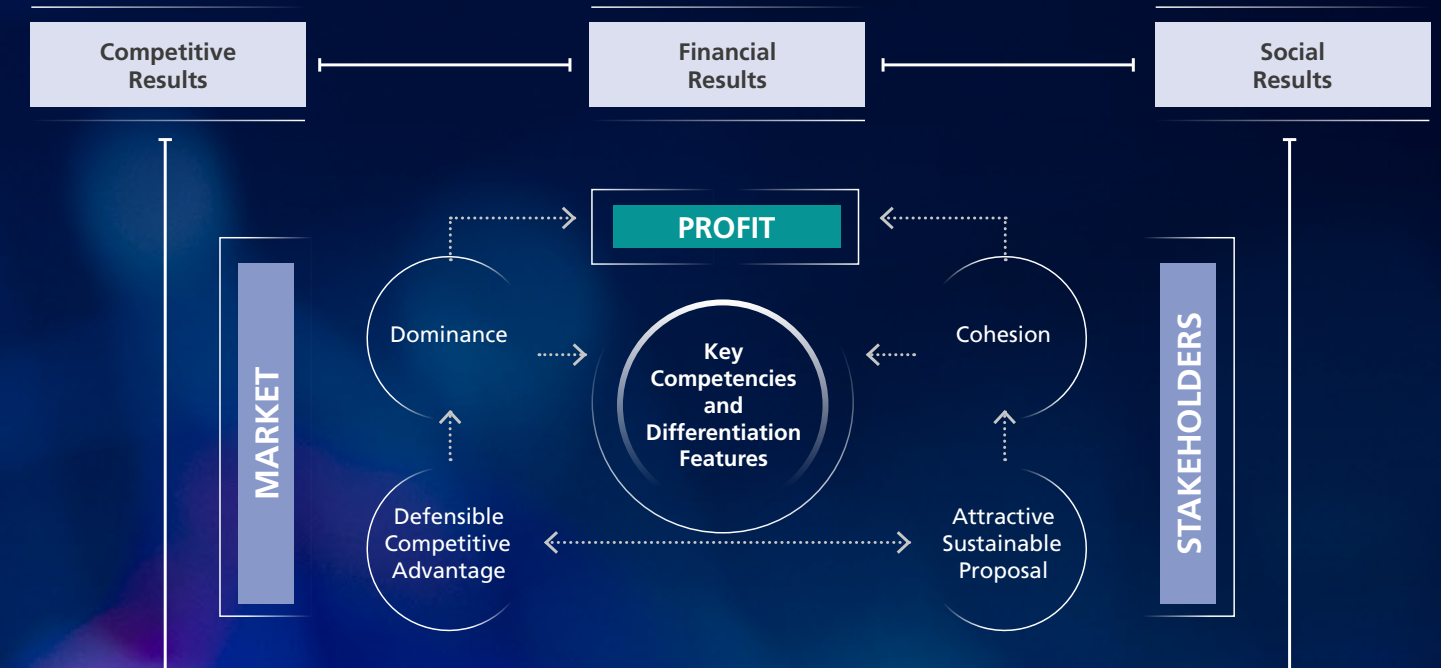 Competitive
Results
Financial
Results
Social
Results
PROFIT
MARKET
Dominance
Key
Competencies
and
Differentiation
Features
Cohesion
STAKEHOLDERS
Defensible
Competitive
Advantage
Attractive
Sustainable
Proposal